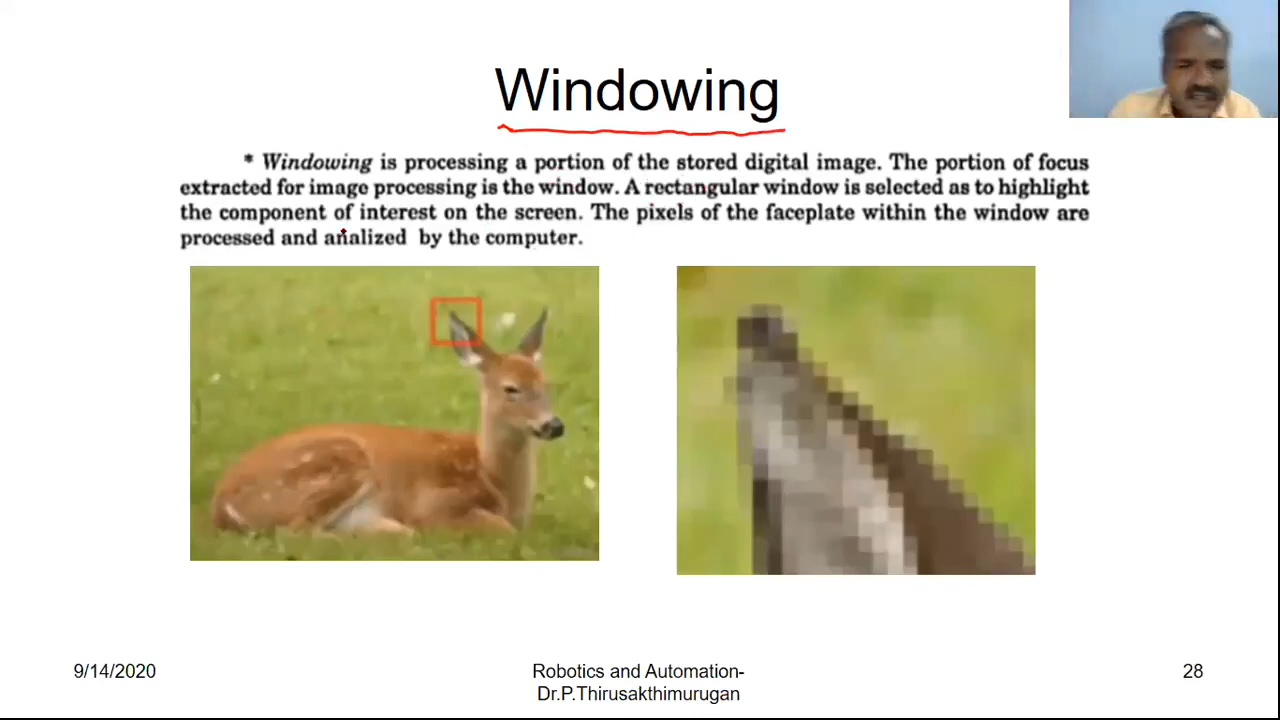 Windowing
* Windowing is processing a portion of the stored digital image. The portion of focus
extracted for image processing is the window. A rectangular window is selected as to highlight
the component of interest on the screen. The pixels of the faceplate within the window are
processed and analized by the computer.
9/14/2020
Robotics and Automation-
Dr.P.Thirusakthimurugan
28